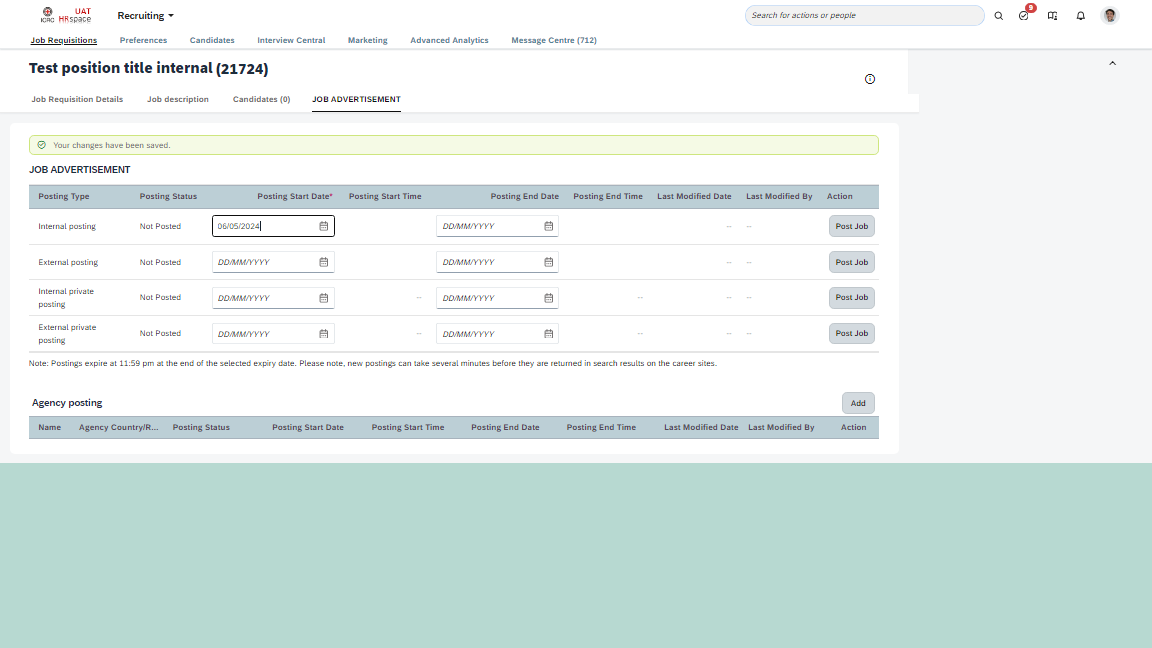 ICRC UAT HRspace Recruiting Search for actions or people 9
Job Requisitions Preferences Candidates Interview Central Marketing Advanced Analytics Message Centre (712)
Test position title internal (21724)
Job Requisition Details Job description Candidates (0) JOB ADVERTISEMENT
Your changes have been saved.
JOB ADVERTISEMENT
Posting Type Posting Status Posting Start Date* Posting Start Time Posting End Date Posting End Time Last Modified Date Last Modified By Action
Internal posting Not Posted 06/05/2024 DD/MM/YYYY -- -- Post Job
External posting Not Posted DD/MM/YYYY DD/MM/YYYY -- -- Post Job
Internal private posting Not Posted DD/MM/YYYY -- DD/MM/YYYY -- -- -- Post Job
External private posting Not Posted DD/MM/YYYY -- DD/MM/YYYY -- -- -- Post Job
Note: Postings expire at 11:59 pm at the end of the selected expiry date. Please note, new postings can take several minutes before they are returned in search results on the career sites.
Agency posting Add
Name Agency Country/R... Posting Status Posting Start Date Posting Start Time Posting End Date Posting End Time Last Modified Date Last Modified By Action